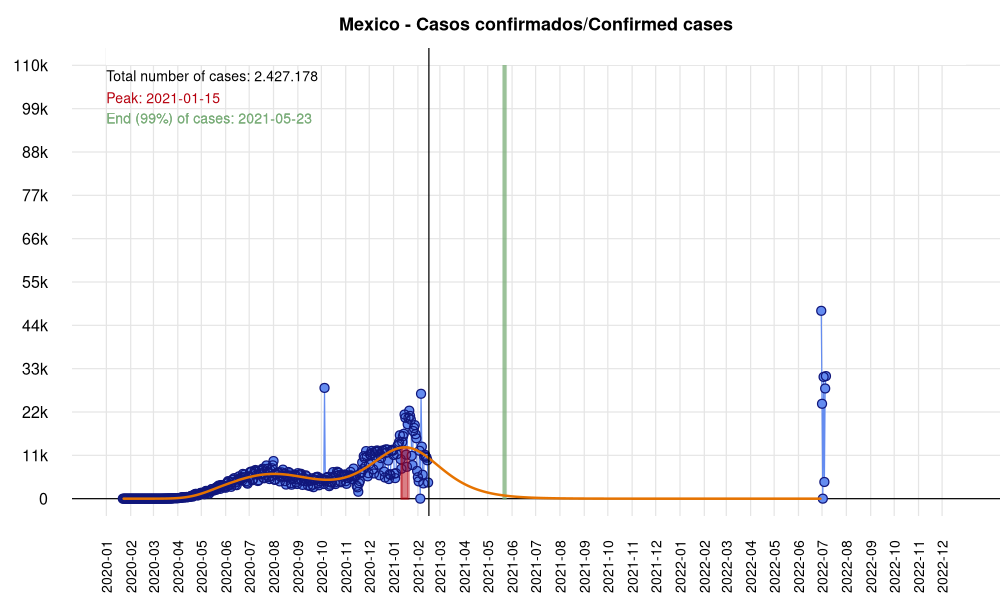 Mexico - Casos confirmados/Confirmed cases
Total number of cases: 2.427.178
Peak: 2021-01-15
End (99%) of cases: 2021-05-23
110k
99k
88k
77k
66k
55k
44k
33k
22k
11k
0
2020-01
2020-02
2020-03
2020-04
2020-05
2020-06
2020-07
2020-08
2020-09
2020-10
2020-11
2020-12
2021-01
2021-02
2021-03
2021-04
2021-05
2021-06
2021-07
2021-08
2021-09
2021-10
2021-11
2021-12
2022-01
2022-02
2022-03
2022-04
2022-05
2022-06
2022-07
2022-08
2022-09
2022-10
2022-11
2022-12